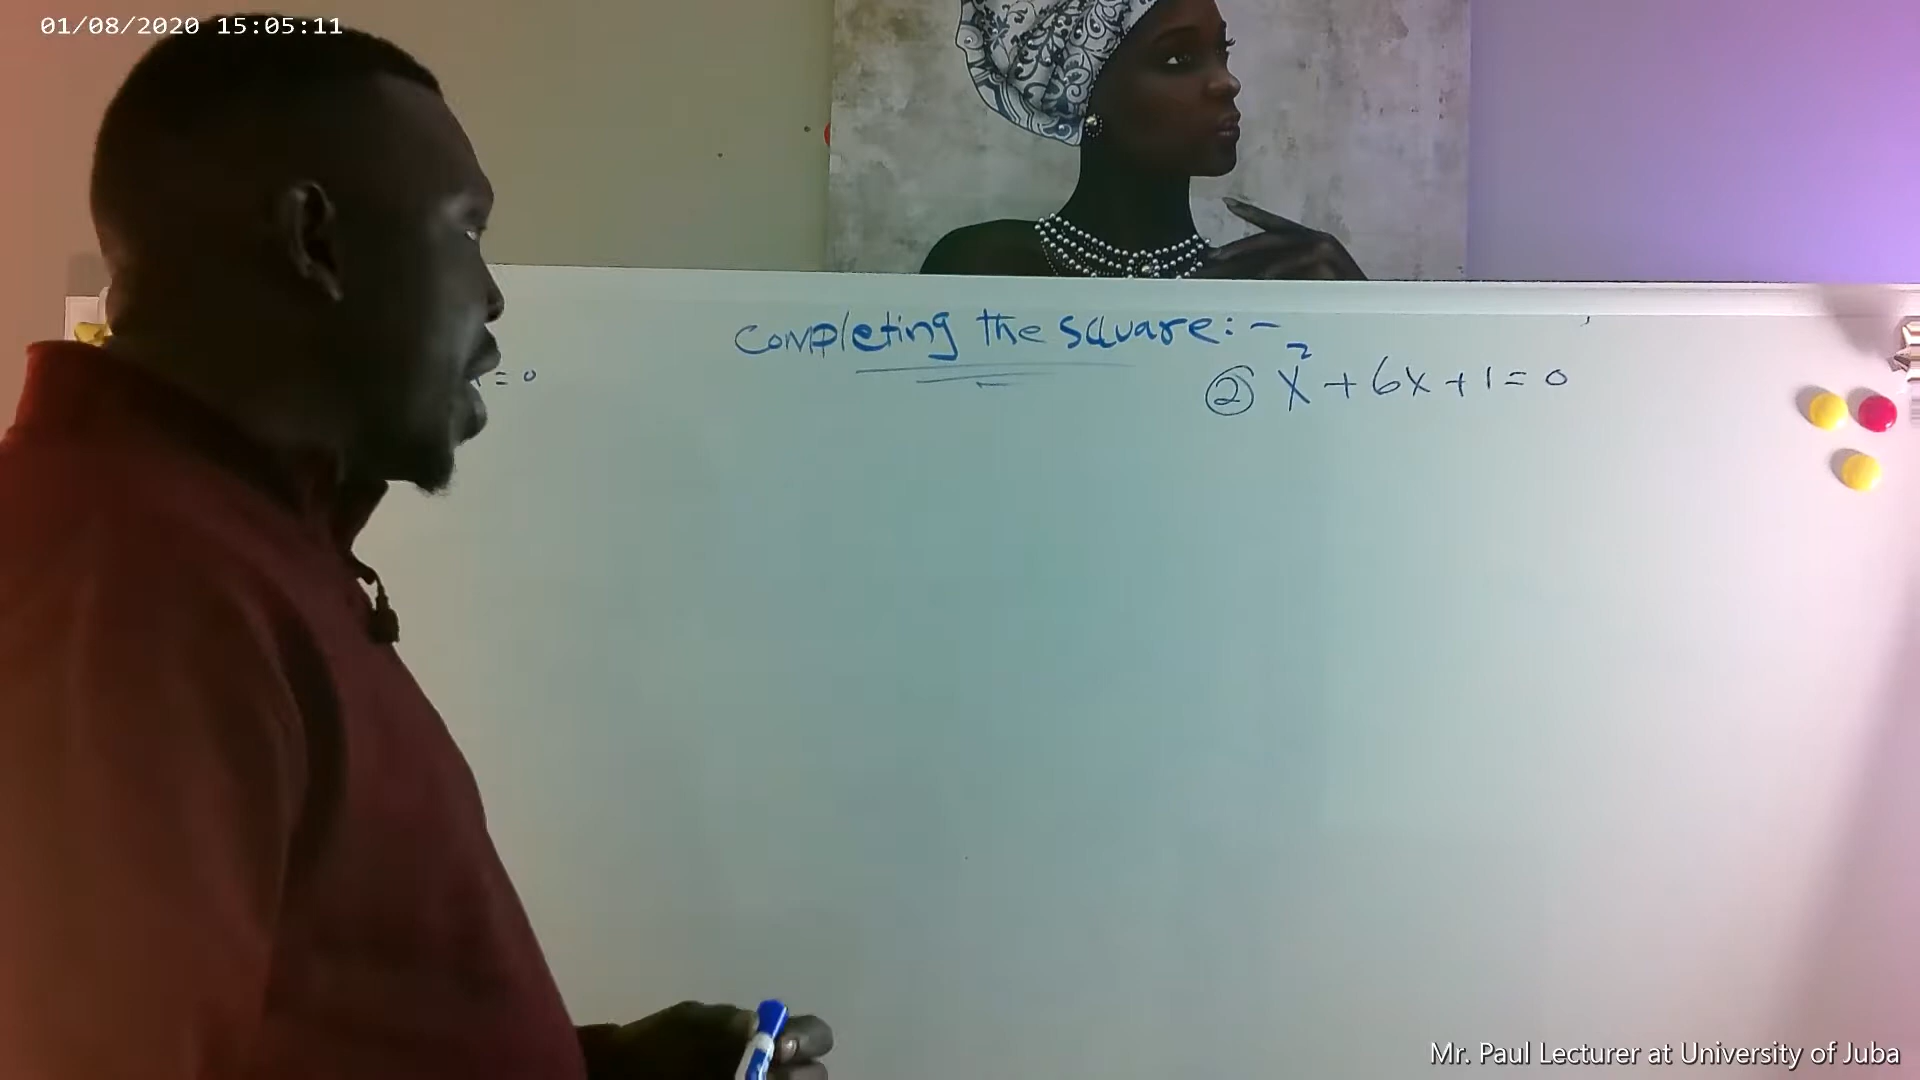 01/08/2020 15:05:11
Completing the square:-
= 0
② x² + 6x + 1 = 0
Mr. Paul Lecturer at University of Juba